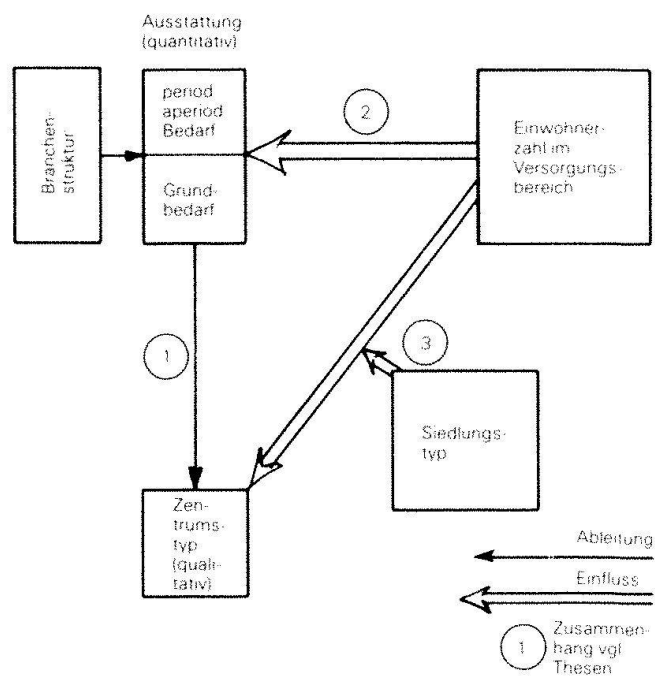 Ausstattung
(quantitativ)
Branchen-
struktur
period
aperiod
Bedarf
Grund-
bedarf
2
Einwohner-
zahl im
Versorgungs-
bereich
1
3
Siedlungs-
typ
Zen-
trums-
typ
(quali-
tativ)
Ableitung
Einfluss
1
Zusammen-
hang vgl
Thesen